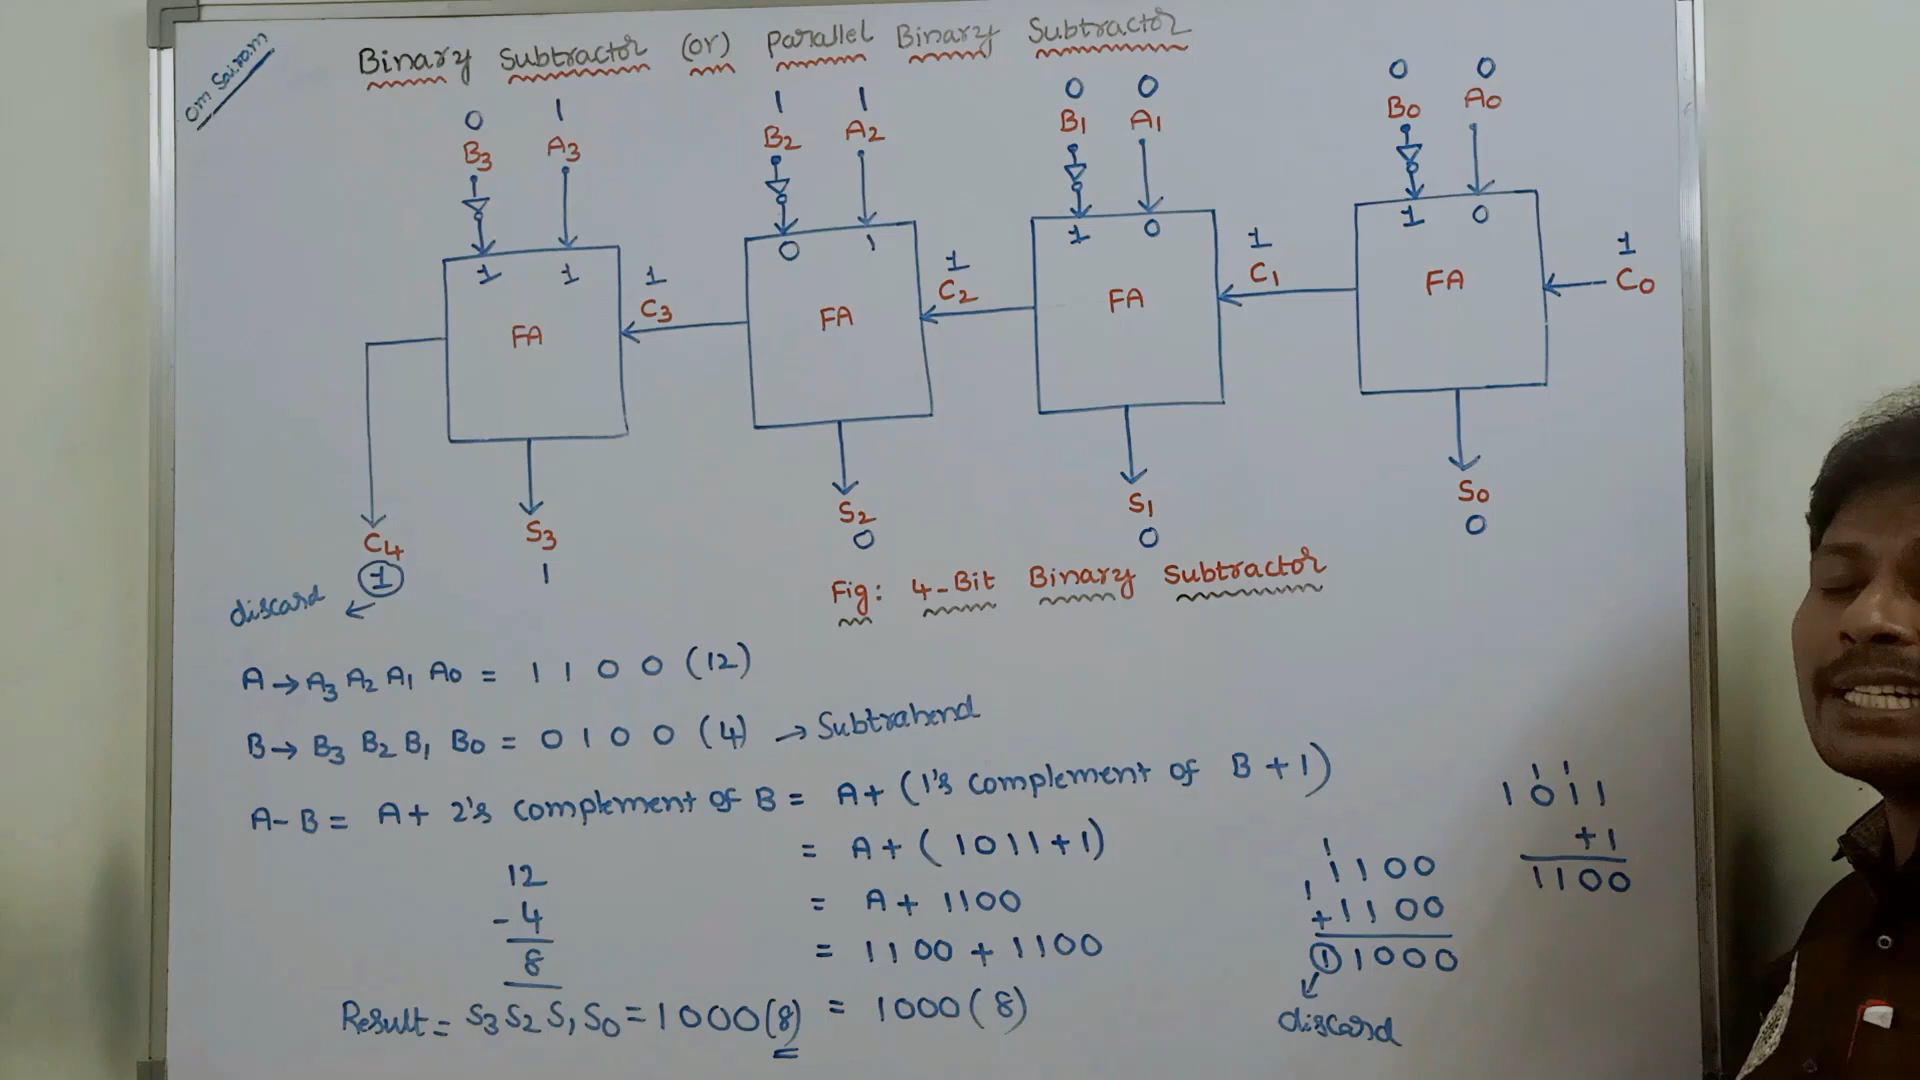 Om Sairam
Binary Subtractor (or) Parallel Binary Subtractor
0 1 1 1 0 0 0 0
B3 A3 B2 A2 B1 A1 B0 A0
1 1 0 1 1 0 1 0
1 1 1 1
C3 C2 C1 C0
FA FA FA FA
C4 S3 S2 S1 S0
1 1 0 0 0
discard
Fig: 4-Bit Binary Subtractor
A → A3 A2 A1 A0 = 1 1 0 0 (12)
B → B3 B2 B1 B0 = 0 1 0 0 (4) → Subtrahend
A - B = A + 2's complement of B = A + (1's complement of B + 1)
= A + (1011 + 1)
= A + 1100
= 1100 + 1100
= 1000 (8)
12
- 4
8
Result = S3 S2 S1 S0 = 1000 (8)
1
1100
1
+1100
1 1000
discard
1 1
1011
+1
1100